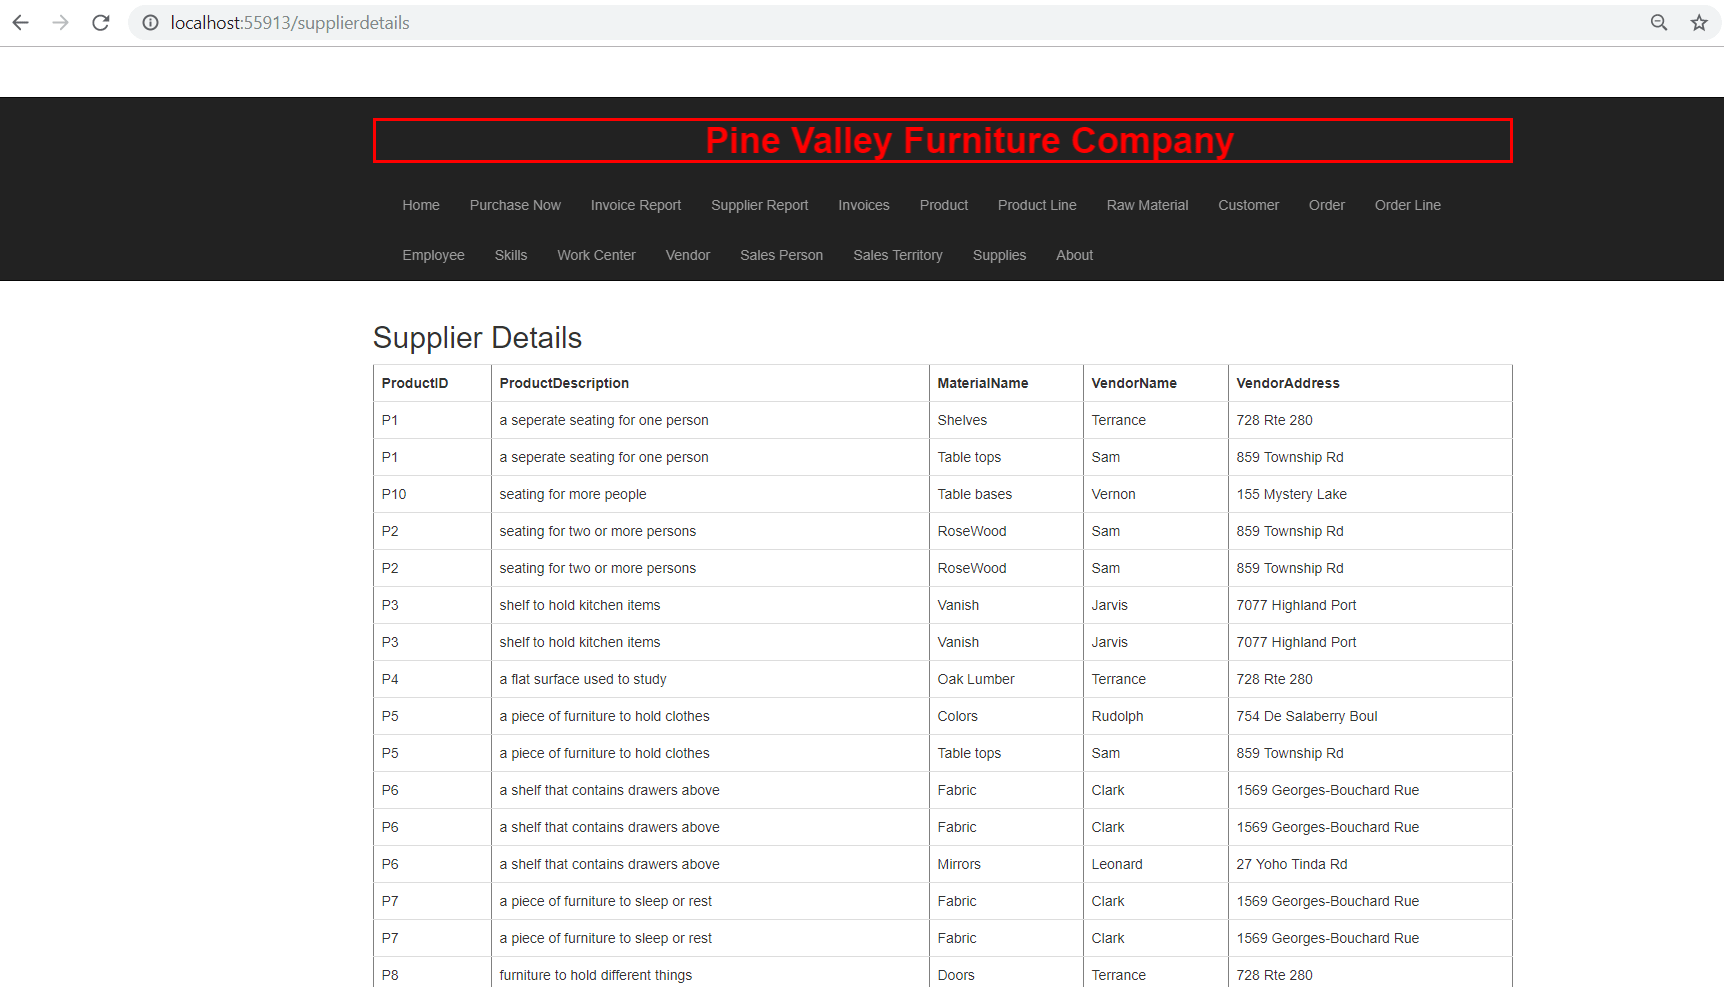 localhost:55913/supplierdetails
Pine Valley Furniture Company
Home Purchase Now Invoice Report Supplier Report Invoices Product Product Line Raw Material Customer Order Order Line
Employee Skills Work Center Vendor Sales Person Sales Territory Supplies About
Supplier Details
ProductID ProductDescription MaterialName VendorName VendorAddress
P1 a seperate seating for one person Shelves Terrance 728 Rte 280
P1 a seperate seating for one person Table tops Sam 859 Township Rd
P10 seating for more people Table bases Vernon 155 Mystery Lake
P2 seating for two or more persons RoseWood Sam 859 Township Rd
P2 seating for two or more persons RoseWood Sam 859 Township Rd
P3 shelf to hold kitchen items Vanish Jarvis 7077 Highland Port
P3 shelf to hold kitchen items Vanish Jarvis 7077 Highland Port
P4 a flat surface used to study Oak Lumber Terrance 728 Rte 280
P5 a piece of furniture to hold clothes Colors Rudolph 754 De Salaberry Boul
P5 a piece of furniture to hold clothes Table tops Sam 859 Township Rd
P6 a shelf that contains drawers above Fabric Clark 1569 Georges-Bouchard Rue
P6 a shelf that contains drawers above Fabric Clark 1569 Georges-Bouchard Rue
P6 a shelf that contains drawers above Mirrors Leonard 27 Yoho Tinda Rd
P7 a piece of furniture to sleep or rest Fabric Clark 1569 Georges-Bouchard Rue
P7 a piece of furniture to sleep or rest Fabric Clark 1569 Georges-Bouchard Rue
P8 furniture to hold different things Doors Terrance 728 Rte 280